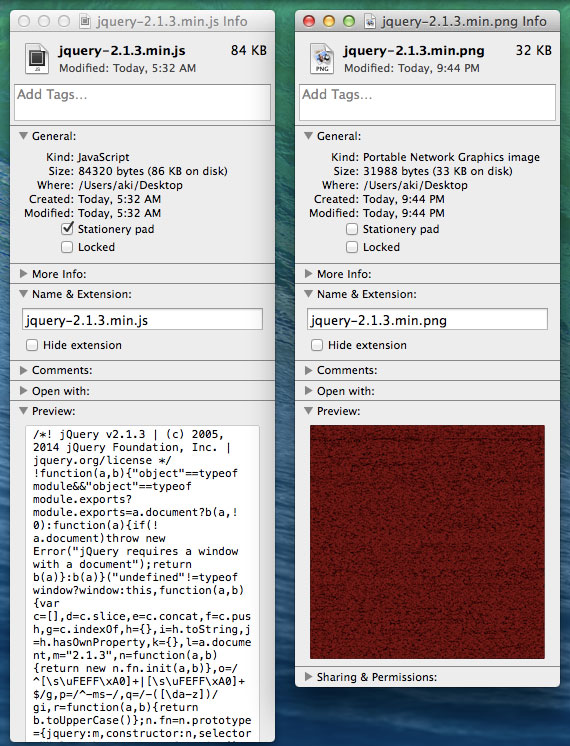 jquery-2.1.3.min.js Info
jquery-2.1.3.min.js 84 KB
Modified: Today, 5:32 AM
Add Tags…
General:
Kind: JavaScript
Size: 84320 bytes (86 KB on disk)
Where: /Users/aki/Desktop
Created: Today, 5:32 AM
Modified: Today, 5:32 AM
Stationery pad
Locked
More Info:
Name & Extension:
jquery-2.1.3.min.js
Hide extension
Comments:
Open with:
Preview:
/*! jQuery v2.1.3 | (c) 2005,
2014 jQuery Foundation, Inc. |
jquery.org/license */
!function(a,b){"object"==typeof
module&&"object"==typeof
module.exports?
module.exports=a.document?b(a,!
0):function(a){if(!
a.document)throw new
Error("jQuery requires a window
with a document");return
b(a)}:b(a)}("undefined"!=typeof
window?window:this,function(a,b)
{var
c=[],d=c.slice,e=c.concat,f=c.pus
h,g=c.indexOf,h={},i=h.toString,j
=h.hasOwnProperty,k={},l=a.docume
nt,m="2.1.3",n=function(a,b)
{return new n.fn.init(a,b)},o=/
^[\s\uFEFF\xA0]+|[\s\uFEFF\xA0]+
$/g,p=/^-ms-/,q=/-([\da-z])/
gi,r=function(a,b){return
b.toUpperCase()};n.fn=n.prototype
={jquery:m,constructor:n,selector
JS
jquery-2.1.3.min.png Info
jquery-2.1.3.min.png 32 KB
Modified: Today, 9:44 PM
PNG
Add Tags…
General:
Kind: Portable Network Graphics image
Size: 31988 bytes (33 KB on disk)
Where: /Users/aki/Desktop
Created: Today, 9:44 PM
Modified: Today, 9:44 PM
Stationery pad
Locked
More Info:
Name & Extension:
jquery-2.1.3.min.png
Hide extension
Comments:
Open with:
Preview:
Sharing & Permissions: